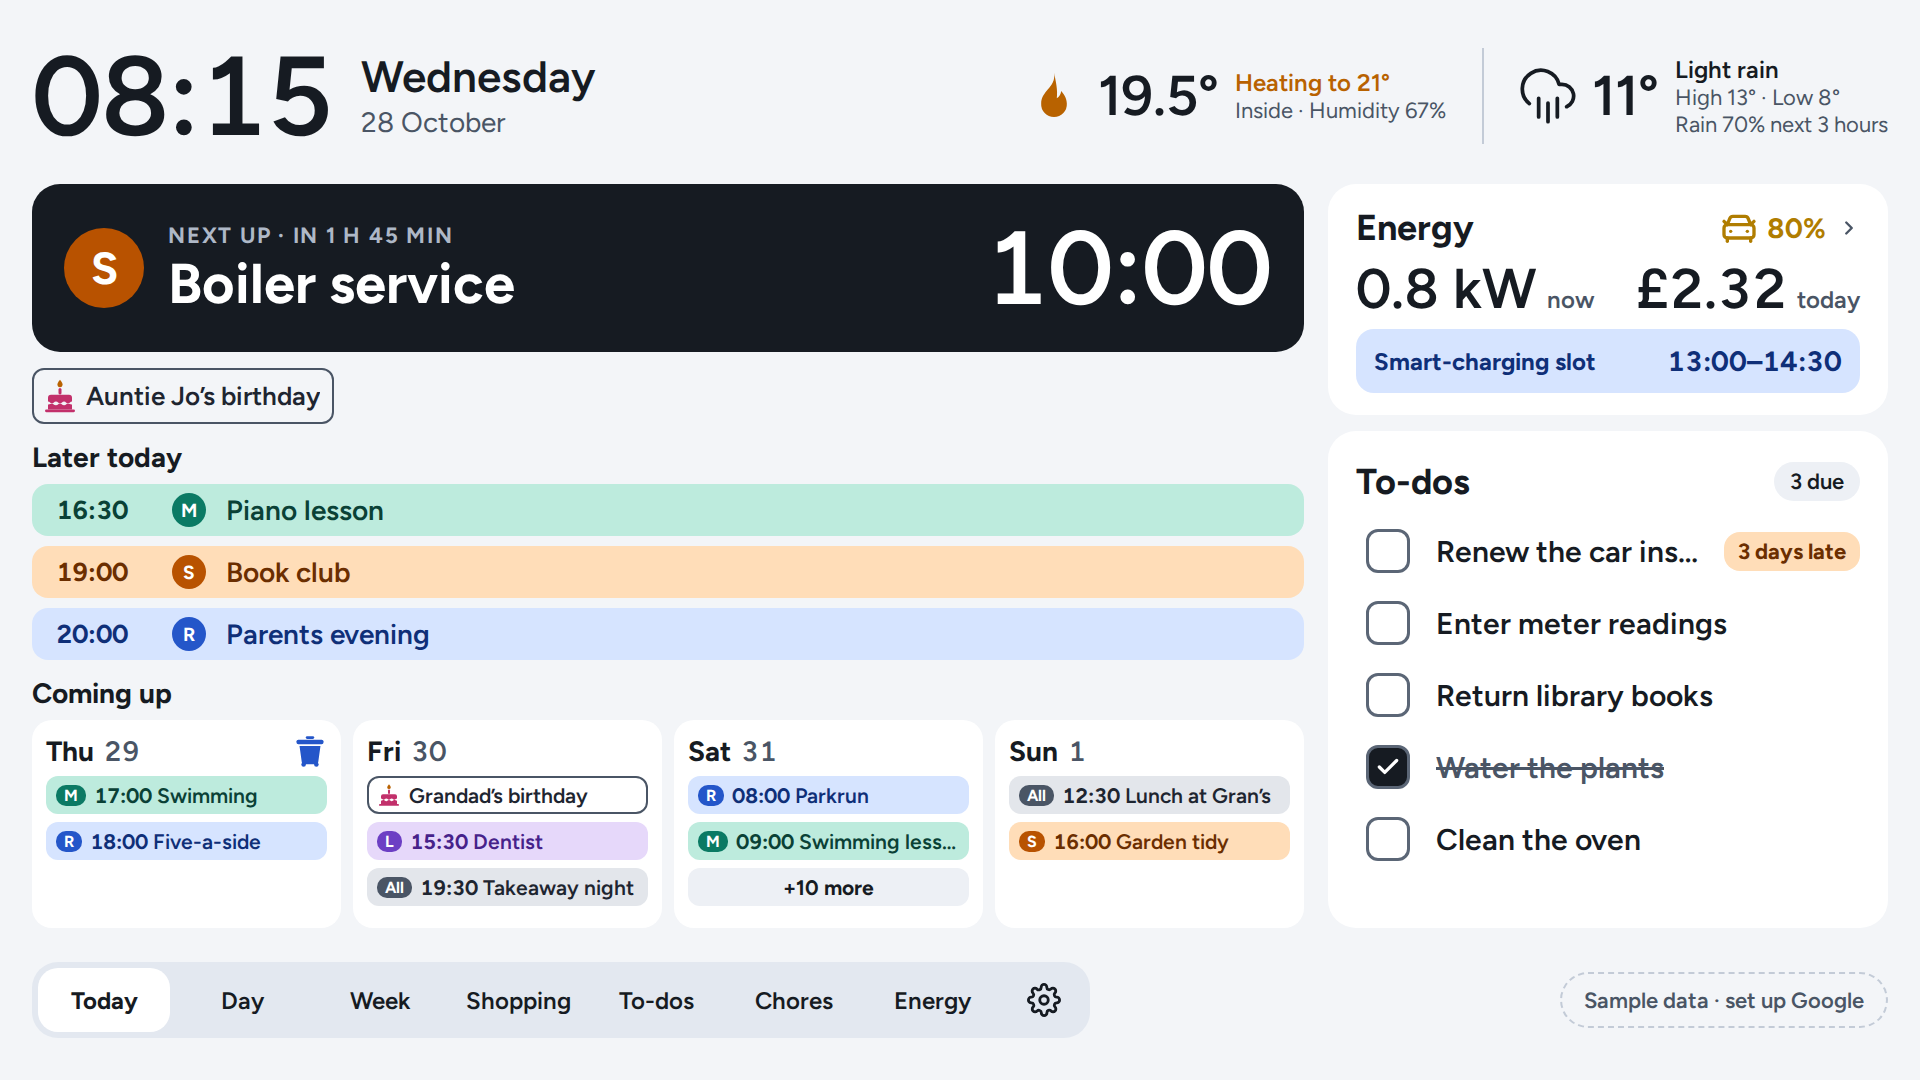 08:15
Wednesday
28 October
19.5°
Heating to 21°
Inside · Humidity 67%
11°
Light rain
High 13° · Low 8°
Rain 70% next 3 hours
S
NEXT UP · IN 1 H 45 MIN
Boiler service
10:00
Auntie Jo's birthday
Later today
16:30 M Piano lesson
19:00 S Book club
20:00 R Parents evening
Coming up
Thu 29
M 17:00 Swimming
R 18:00 Five-a-side
Fri 30
Grandad's birthday
L 15:30 Dentist
All 19:30 Takeaway night
Sat 31
R 08:00 Parkrun
M 09:00 Swimming less...
+10 more
Sun 1
All 12:30 Lunch at Gran's
S 16:00 Garden tidy
Energy
80%
0.8 kW now
£2.32 today
Smart-charging slot 13:00–14:30
To-dos
3 due
Renew the car ins... 3 days late
Enter meter readings
Return library books
Water the plants
Clean the oven
Today Day Week Shopping To-dos Chores Energy
Sample data · set up Google